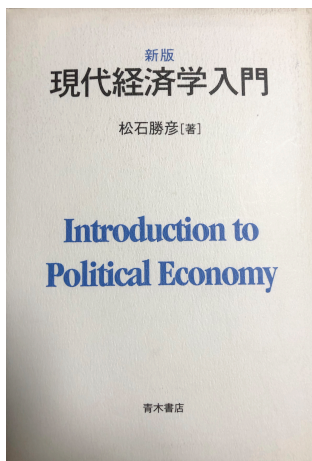 新版
現代経済学入門
松石勝彦[著]
Introduction to
Political Economy
青木書店